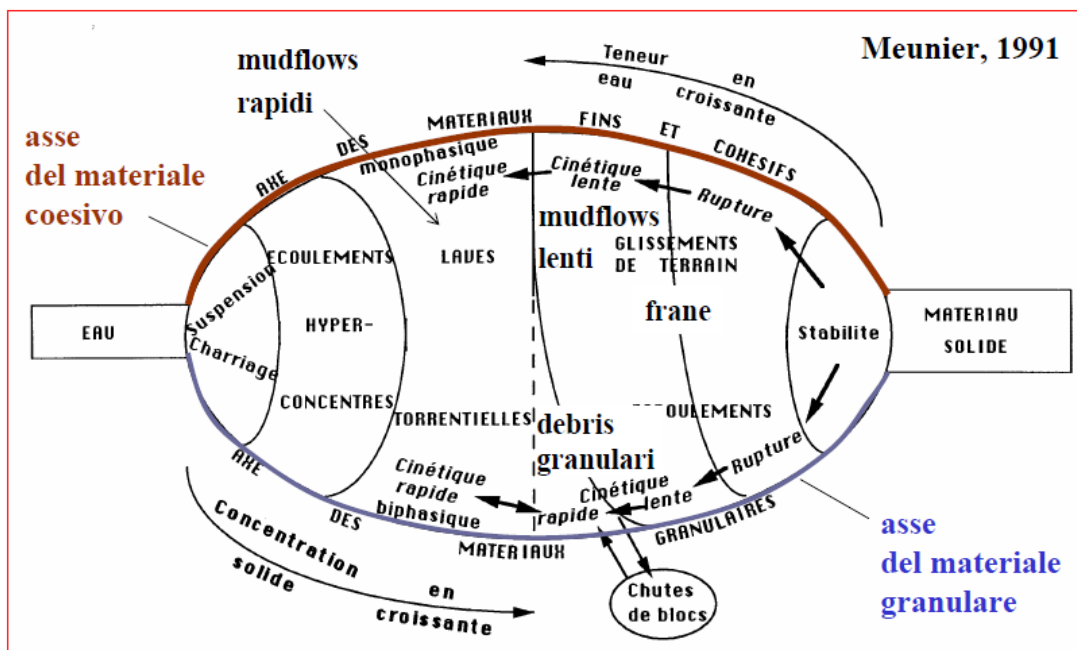 Meunier, 1991
mudflows
rapidi
Teneur en
eau croissante
asse
del materiale
coesivo
AXE DES MATERIAUX FINS ET COHESIFS
monophasique
Cinétique
rapide
Cinétique
lente
Rupture
mudflows
lenti
GLISSEMENTS
DE TERRAIN
ECOULEMENTS
LAVES
Suspension
Charriage
EAU
HYPER-
frane
Stabilite
MATERIAU
SOLIDE
CONCENTRES
TORRENTIELLES
debris
granulari
OULEMENTS
Rupture
Cinétique
rapide
biphasique
Cinétique
lente
rapide
AXE DES MATERIAUX GRANULAIRES
Concentration en
solide croissante
Chutes
de blocs
asse
del materiale
granulare